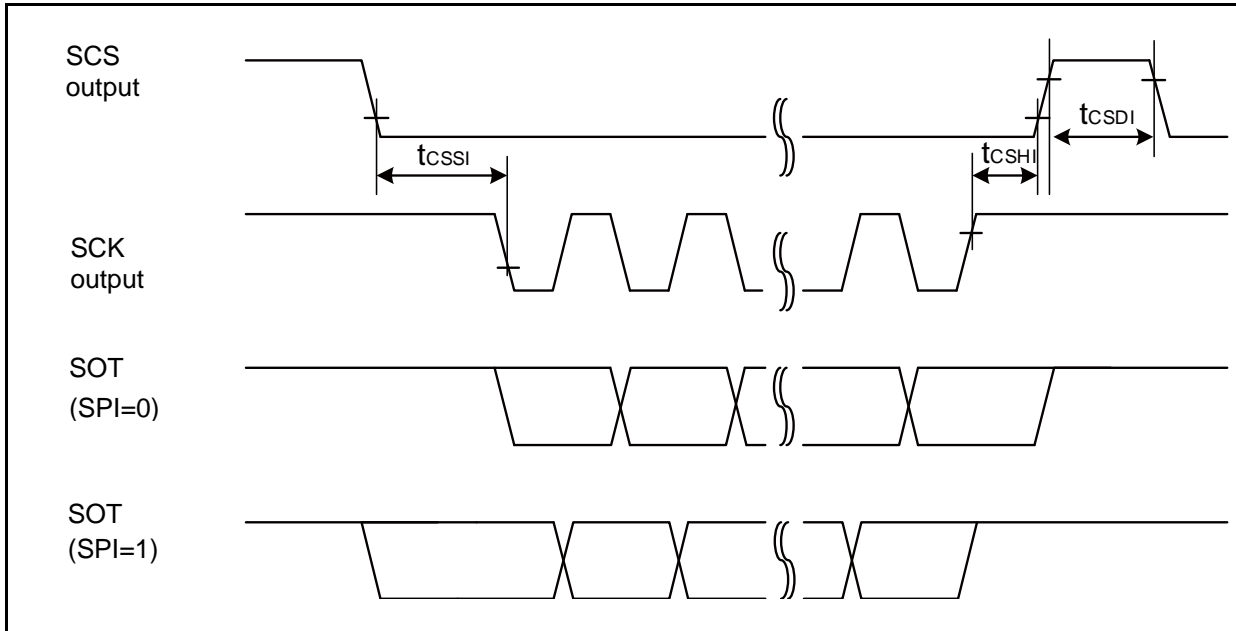 SCS
output
tCSSI
tCSHI
tCSDI
SCK
output
SOT
(SPI=0)
SOT
(SPI=1)